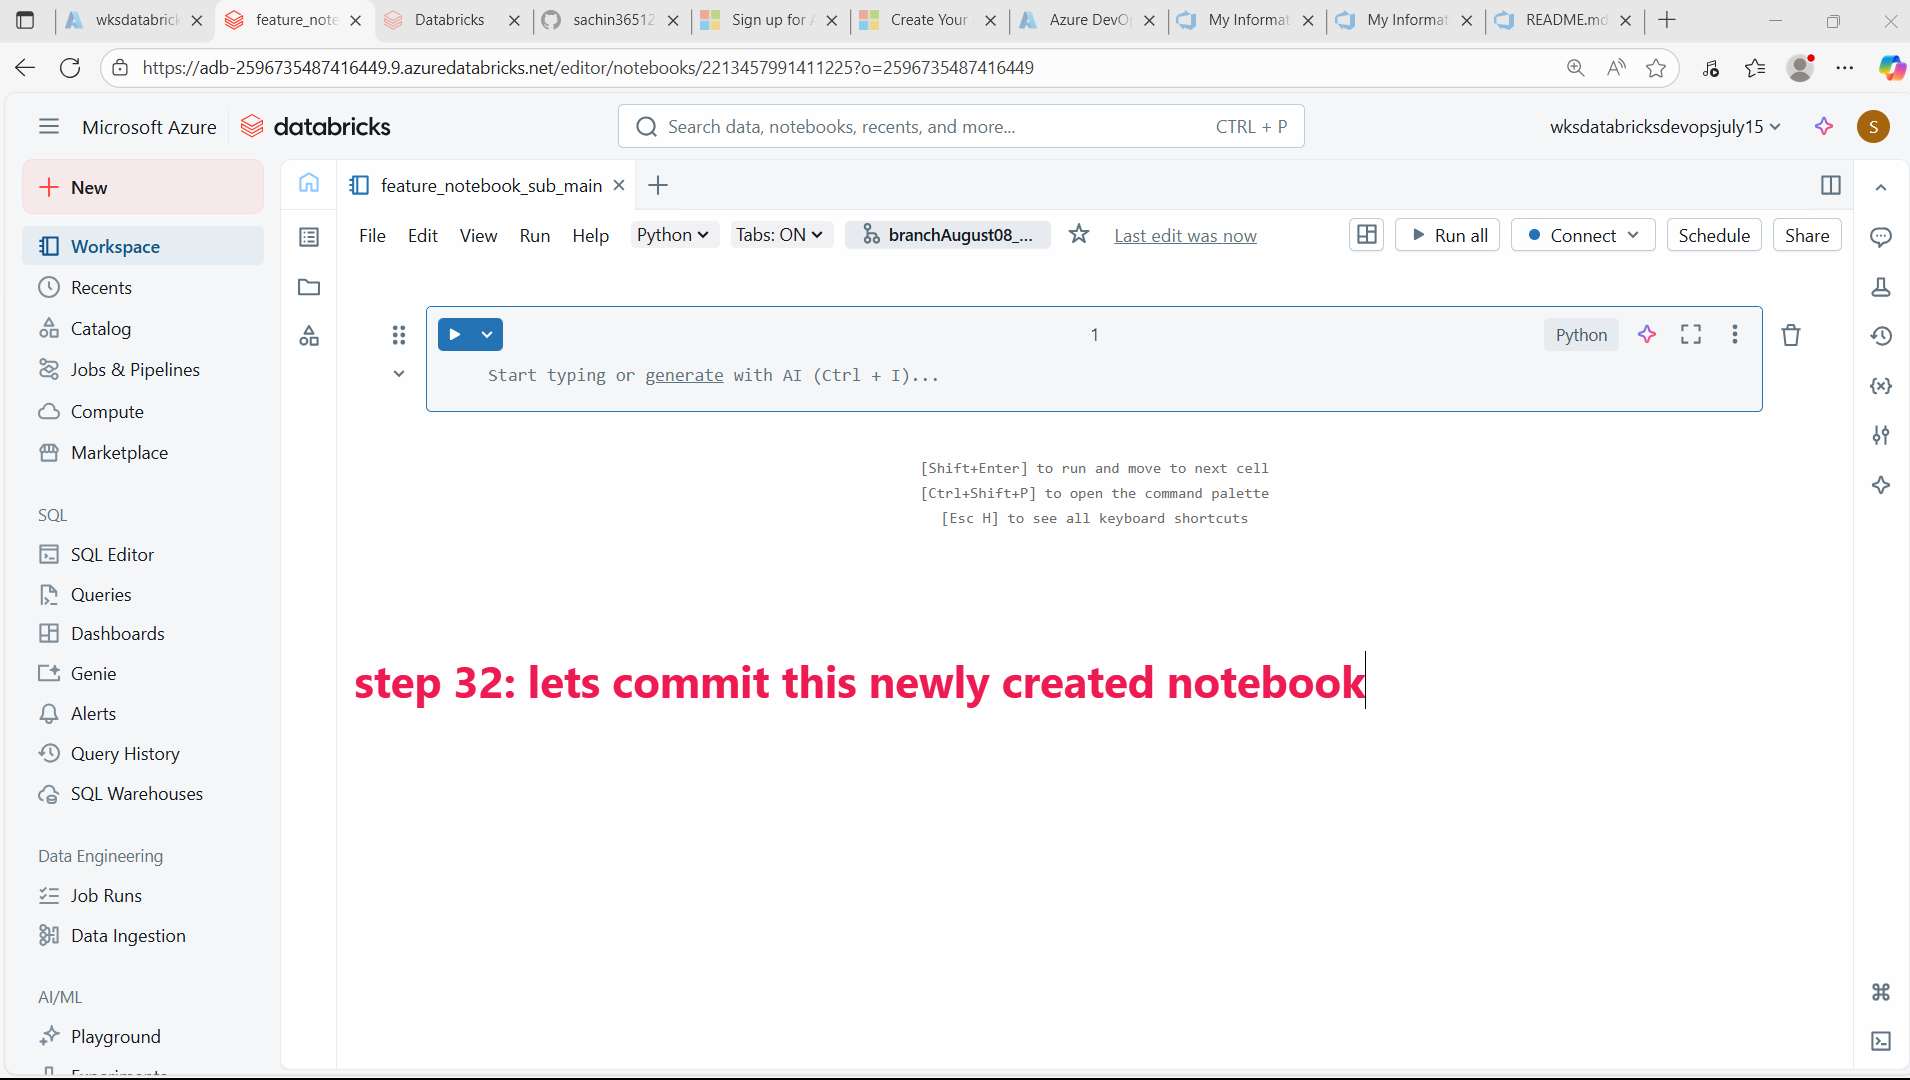 wksdatabrick
feature_note
Databricks
sachin36512
Sign up for
Create Your
Azure DevO
My Informat
My Informat
README.md
https://adb-2596735487416449.9.azuredatabricks.net/editor/notebooks/2213457991411225?o=2596735487416449
Microsoft Azure
databricks
Search data, notebooks, recents, and more...
CTRL + P
wksdatabricksdevopsjuly15
S
New
feature_notebook_sub_main
File Edit View Run Help Python Tabs: ON branchAugust08_... Last edit was now
Run all Connect Schedule Share
Workspace
Recents
Catalog
Jobs & Pipelines
Compute
Marketplace
SQL
SQL Editor
Queries
Dashboards
Genie
Alerts
Query History
SQL Warehouses
Data Engineering
Job Runs
Data Ingestion
AI/ML
Playground
Experiments
1
Python
Start typing or generate with AI (Ctrl + I)...
[Shift+Enter] to run and move to next cell
[Ctrl+Shift+P] to open the command palette
[Esc H] to see all keyboard shortcuts
step 32: lets commit this newly created notebook